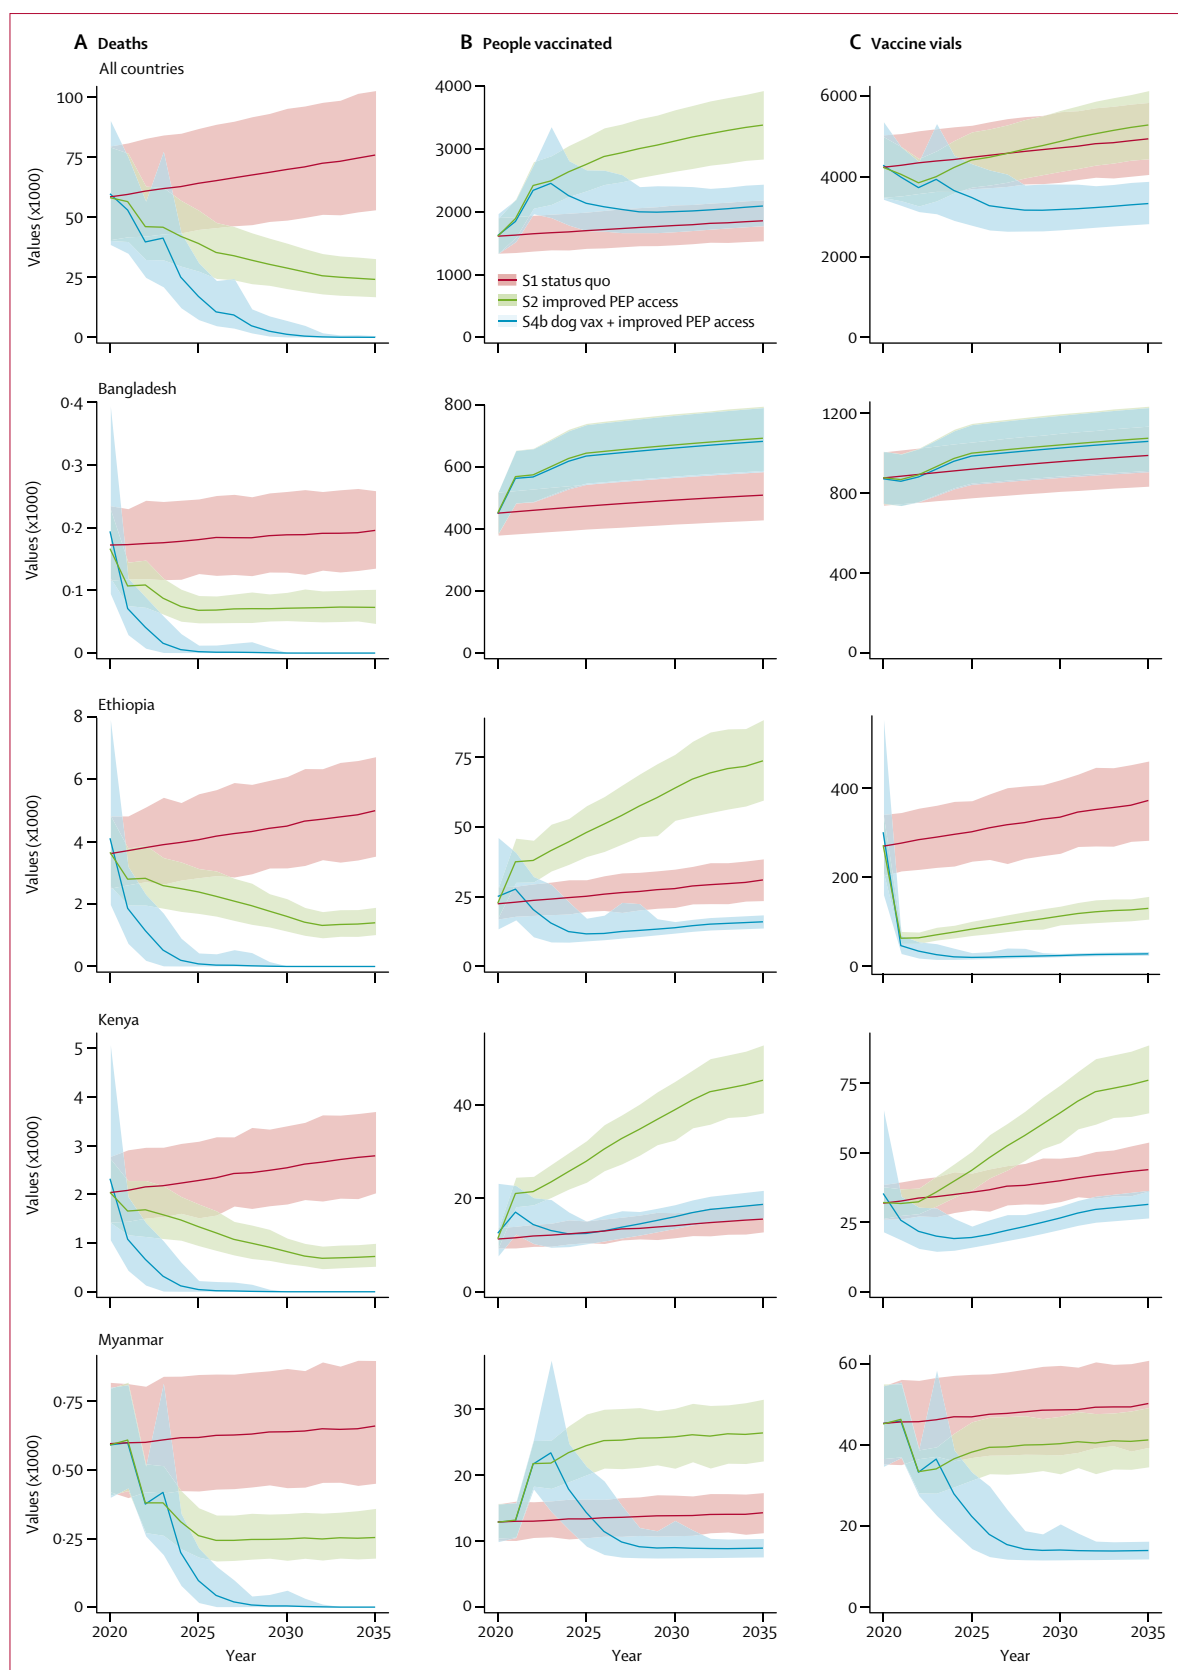 A Deaths
B People vaccinated
C Vaccine vials
All countries
Values (×1000)
100
75
50
25
0
4000
3000
2000
1000
0
S1 status quo
S2 improved PEP access
S4b dog vax + improved PEP access
6000
4000
2000
0
Bangladesh
Values (×1000)
0·4
0·3
0·2
0·1
0
800
600
400
200
0
1200
800
400
0
Ethiopia
Values (×1000)
8
6
4
2
0
75
50
25
0
400
200
0
Kenya
Values (×1000)
5
4
3
2
1
0
40
20
0
75
50
25
0
Myanmar
Values (×1000)
0·75
0·50
0·25
0
30
20
10
0
60
40
20
0
2020 2025 2030 2035
Year
2020 2025 2030 2035
Year
2020 2025 2030 2035
Year